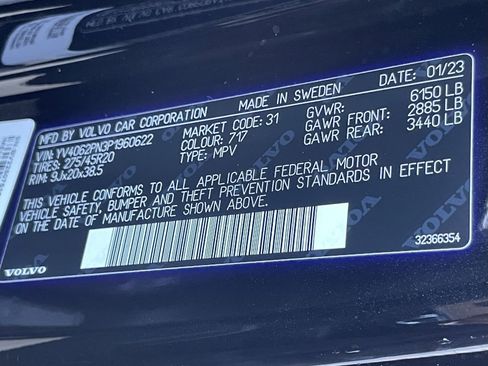 MFD BY VOLVO CAR CORPORATION MADE IN SWEDEN DATE: 01/23
VIN: YV4062PN3P1960622 MARKET CODE: 31 GVWR: 6150 LB
TIRES: 275/45R20 COLOUR: 717 GAWR FRONT: 2885 LB
RIM: 9Jx20x38.5 TYPE: MPV GAWR REAR: 3440 LB
THIS VEHICLE CONFORMS TO ALL APPLICABLE FEDERAL MOTOR
VEHICLE SAFETY, BUMPER AND THEFT PREVENTION STANDARDS IN EFFECT
ON THE DATE OF MANUFACTURE SHOWN ABOVE.
VOLVO 32366354